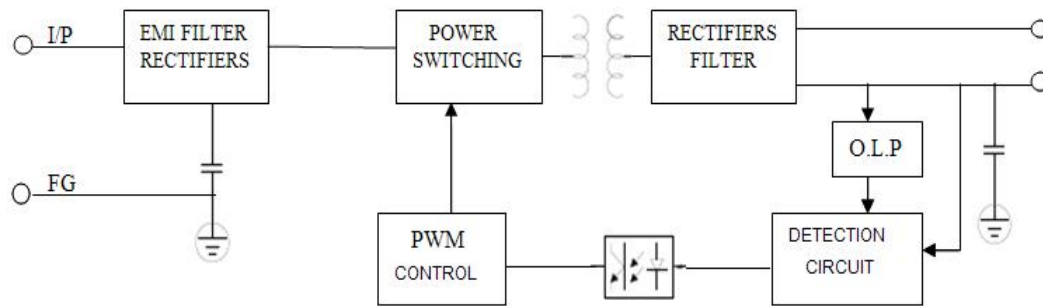 I/P
EMI FILTER
RECTIFIERS
POWER
SWITCHING
RECTIFIERS
FILTER
O.L.P
FG
PWM
CONTROL
DETECTION
CIRCUIT